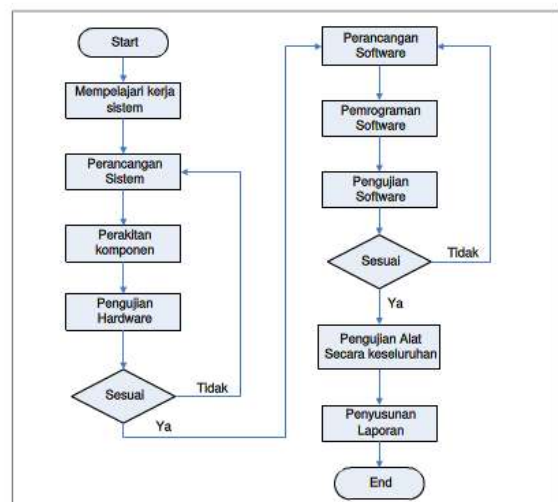 Start
Mempelajari kerja
sistem
Perancangan
Sistem
Perakitan
komponen
Pengujian
Hardware
Sesuai
Tidak
Ya
Perancangan
Software
Pemrograman
Software
Pengujian
Software
Sesuai
Tidak
Ya
Pengujian Alat
Secara keseluruhan
Penyusunan
Laporan
End